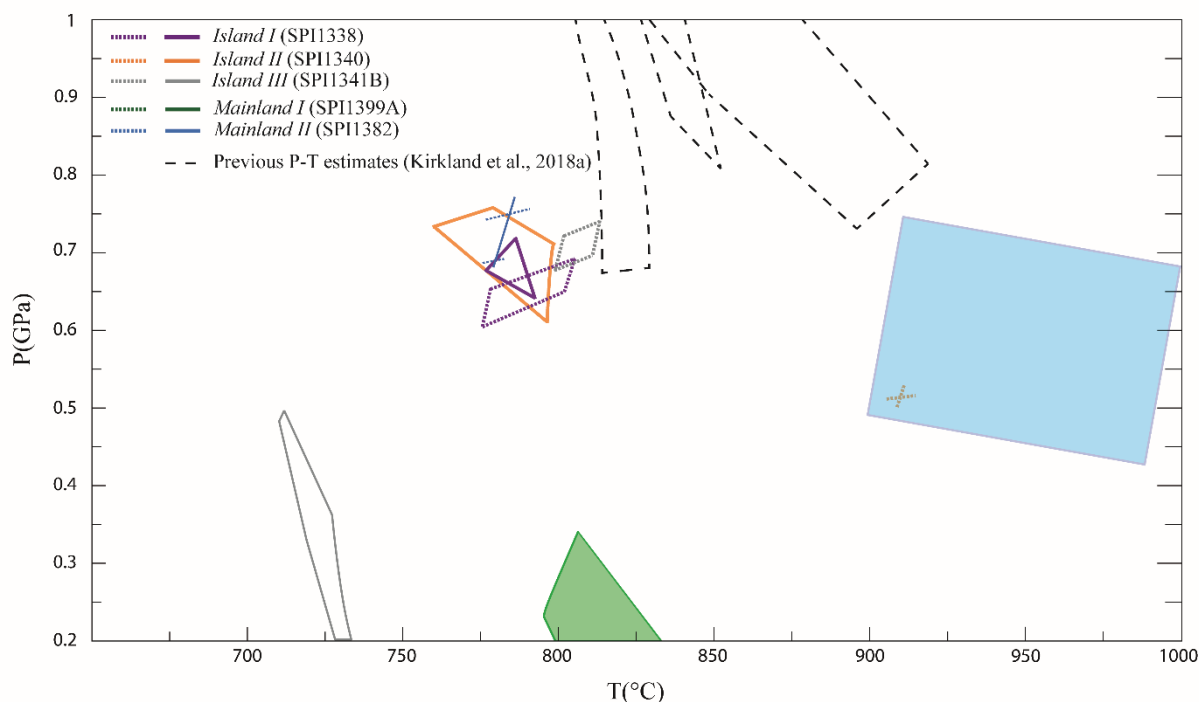 1
0.9
0.8
0.7
0.6
0.5
0.4
0.3
0.2
P(GPa)
Island I (SPI1338)
Island II (SPI1340)
Island III (SPI1341B)
Mainland I (SPI1399A)
Mainland II (SPI1382)
Previous P-T estimates (Kirkland et al., 2018a)
700 750 800 850 900 950 1000
T(°C)